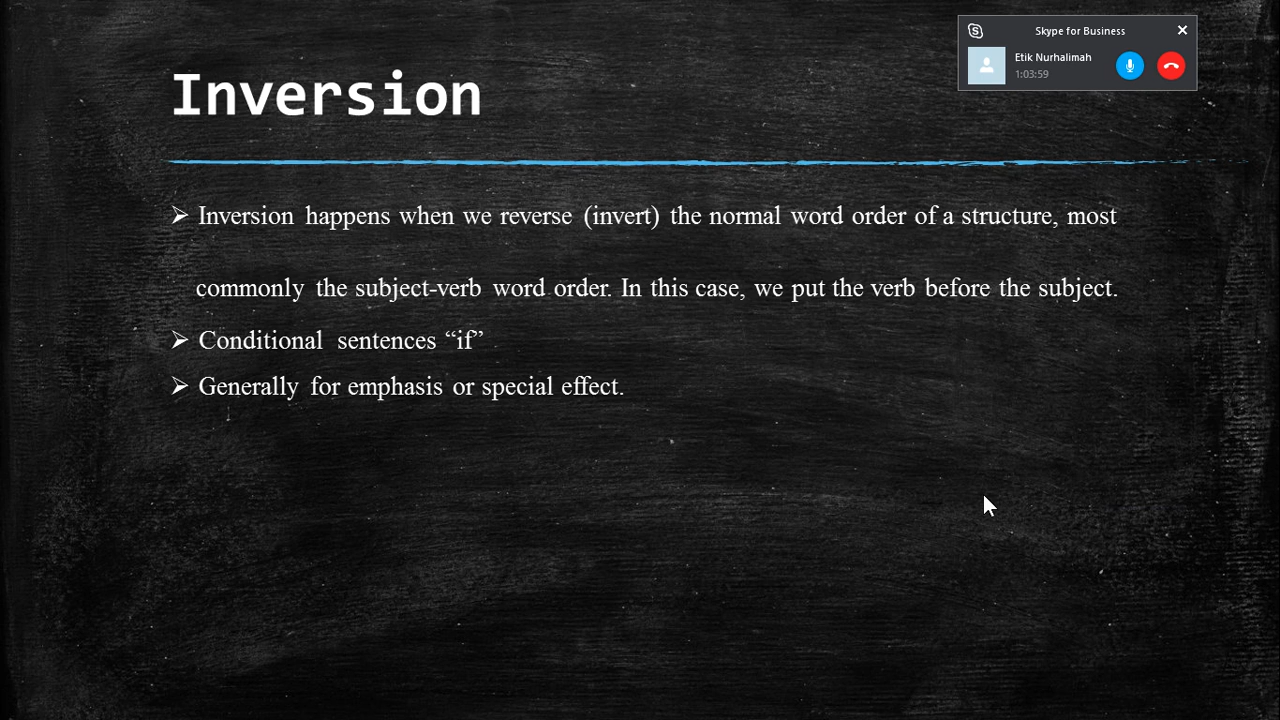 Skype for Business
Etik Nurhalimah
1:03:59
Inversion
➢ Inversion happens when we reverse (invert) the normal word order of a structure, most
commonly the subject-verb word order. In this case, we put the verb before the subject.
➢ Conditional sentences “if”
➢ Generally for emphasis or special effect.